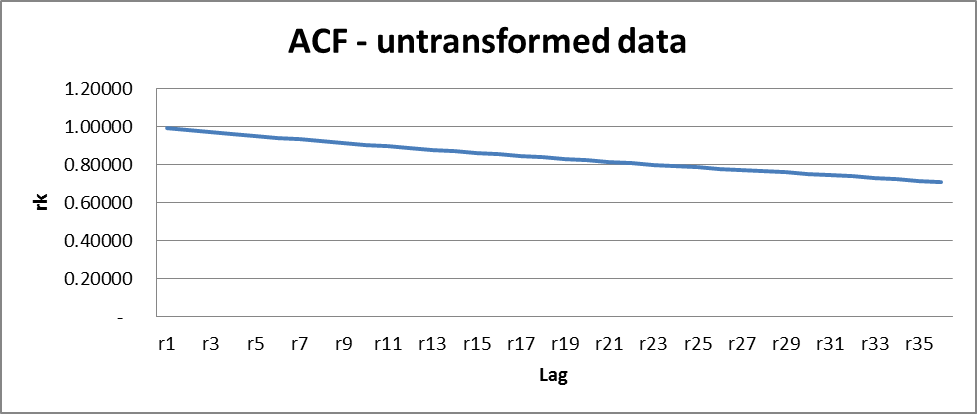 ACF - untransformed data
1.20000
1.00000
0.80000
0.60000
0.40000
0.20000
-
rk
r1 r3 r5 r7 r9 r11 r13 r15 r17 r19 r21 r23 r25 r27 r29 r31 r33 r35
Lag